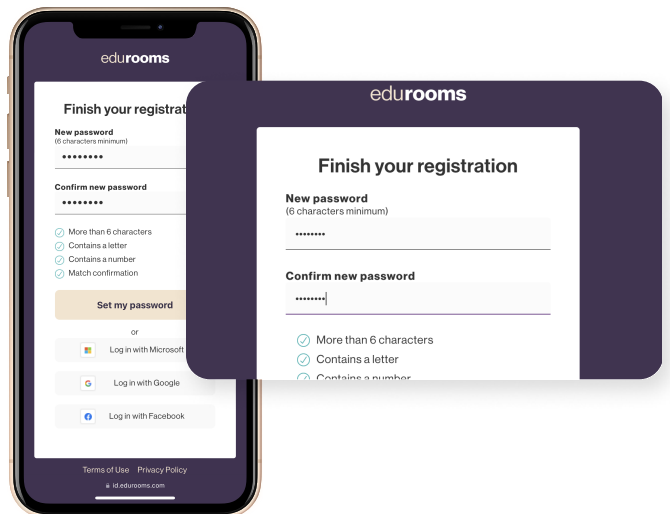 edurooms
Finish your registrat
New password
(6 characters minimum)
••••••••
Confirm new password
••••••••
More than 6 characters
Contains a letter
Contains a number
Match confirmation
Set my password
or
Log in with Microsoft
Log in with Google
Log in with Facebook
Terms of Use Privacy Policy
id.edurooms.com
edurooms
Finish your registration
New password
(6 characters minimum)
••••••••
Confirm new password
••••••••
More than 6 characters
Contains a letter
Contains a number